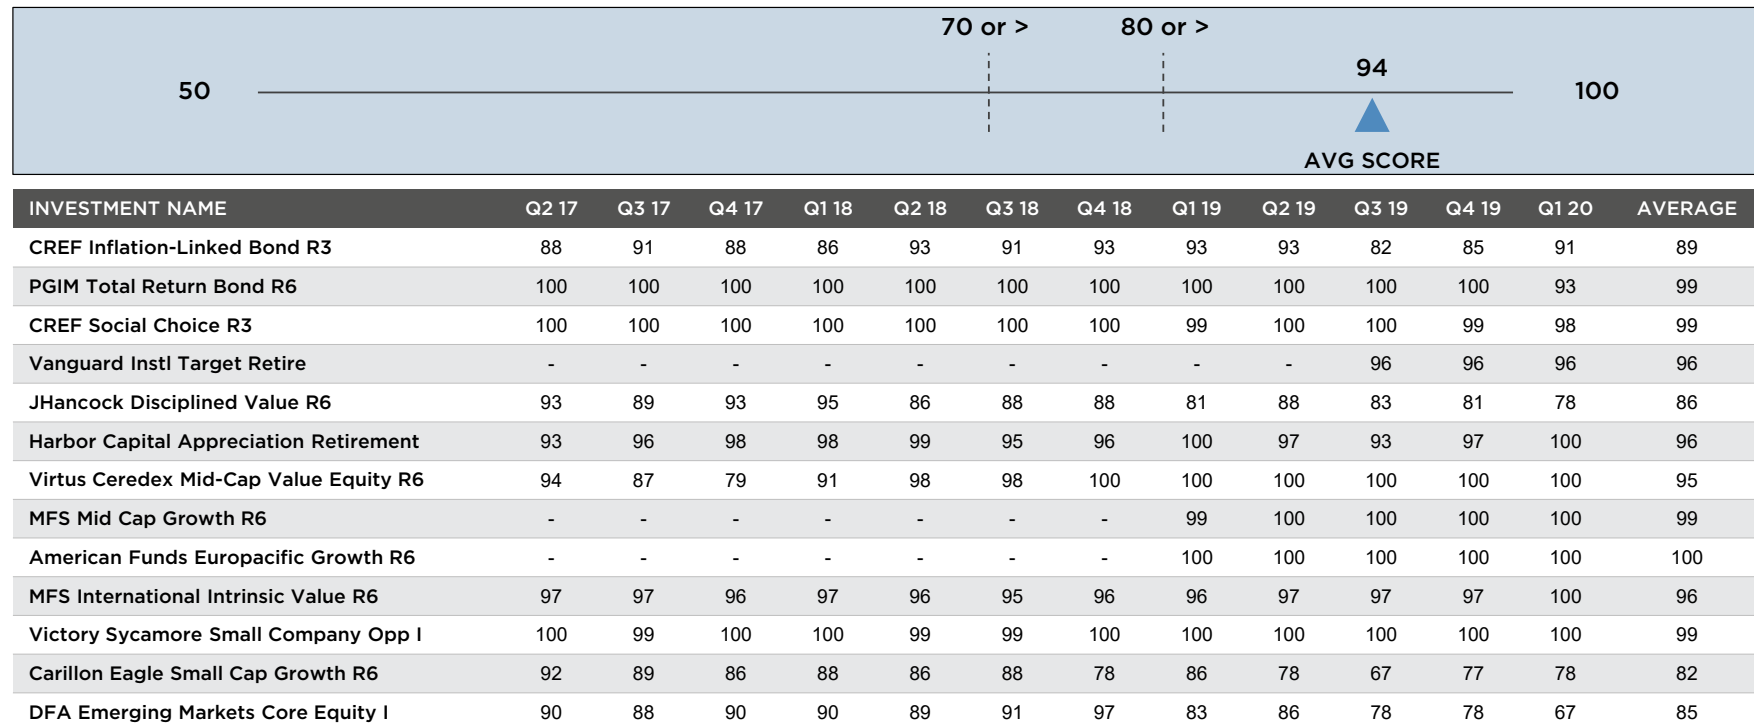 70 or > 80 or >
94
50 100
AVG SCORE
INVESTMENT NAME Q2 17 Q3 17 Q4 17 Q1 18 Q2 18 Q3 18 Q4 18 Q1 19 Q2 19 Q3 19 Q4 19 Q1 20 AVERAGE
CREF Inflation-Linked Bond R3 88 91 88 86 93 91 93 93 93 82 85 91 89
PGIM Total Return Bond R6 100 100 100 100 100 100 100 100 100 100 100 93 99
CREF Social Choice R3 100 100 100 100 100 100 100 99 100 100 99 98 99
Vanguard Instl Target Retire - - - - - - - - - 96 96 96 96
JHancock Disciplined Value R6 93 89 93 95 86 88 88 81 88 83 81 78 86
Harbor Capital Appreciation Retirement 93 96 98 98 99 95 96 100 97 93 97 100 96
Virtus Ceredex Mid-Cap Value Equity R6 94 87 79 91 98 98 100 100 100 100 100 100 95
MFS Mid Cap Growth R6 - - - - - - - 99 100 100 100 100 99
American Funds Europacific Growth R6 - - - - - - - 100 100 100 100 100 100
MFS International Intrinsic Value R6 97 97 96 97 96 95 96 96 97 97 97 100 96
Victory Sycamore Small Company Opp I 100 99 100 100 99 99 100 100 100 100 100 100 99
Carillon Eagle Small Cap Growth R6 92 89 86 88 86 88 78 86 78 67 77 78 82
DFA Emerging Markets Core Equity I 90 88 90 90 89 91 97 83 86 78 78 67 85